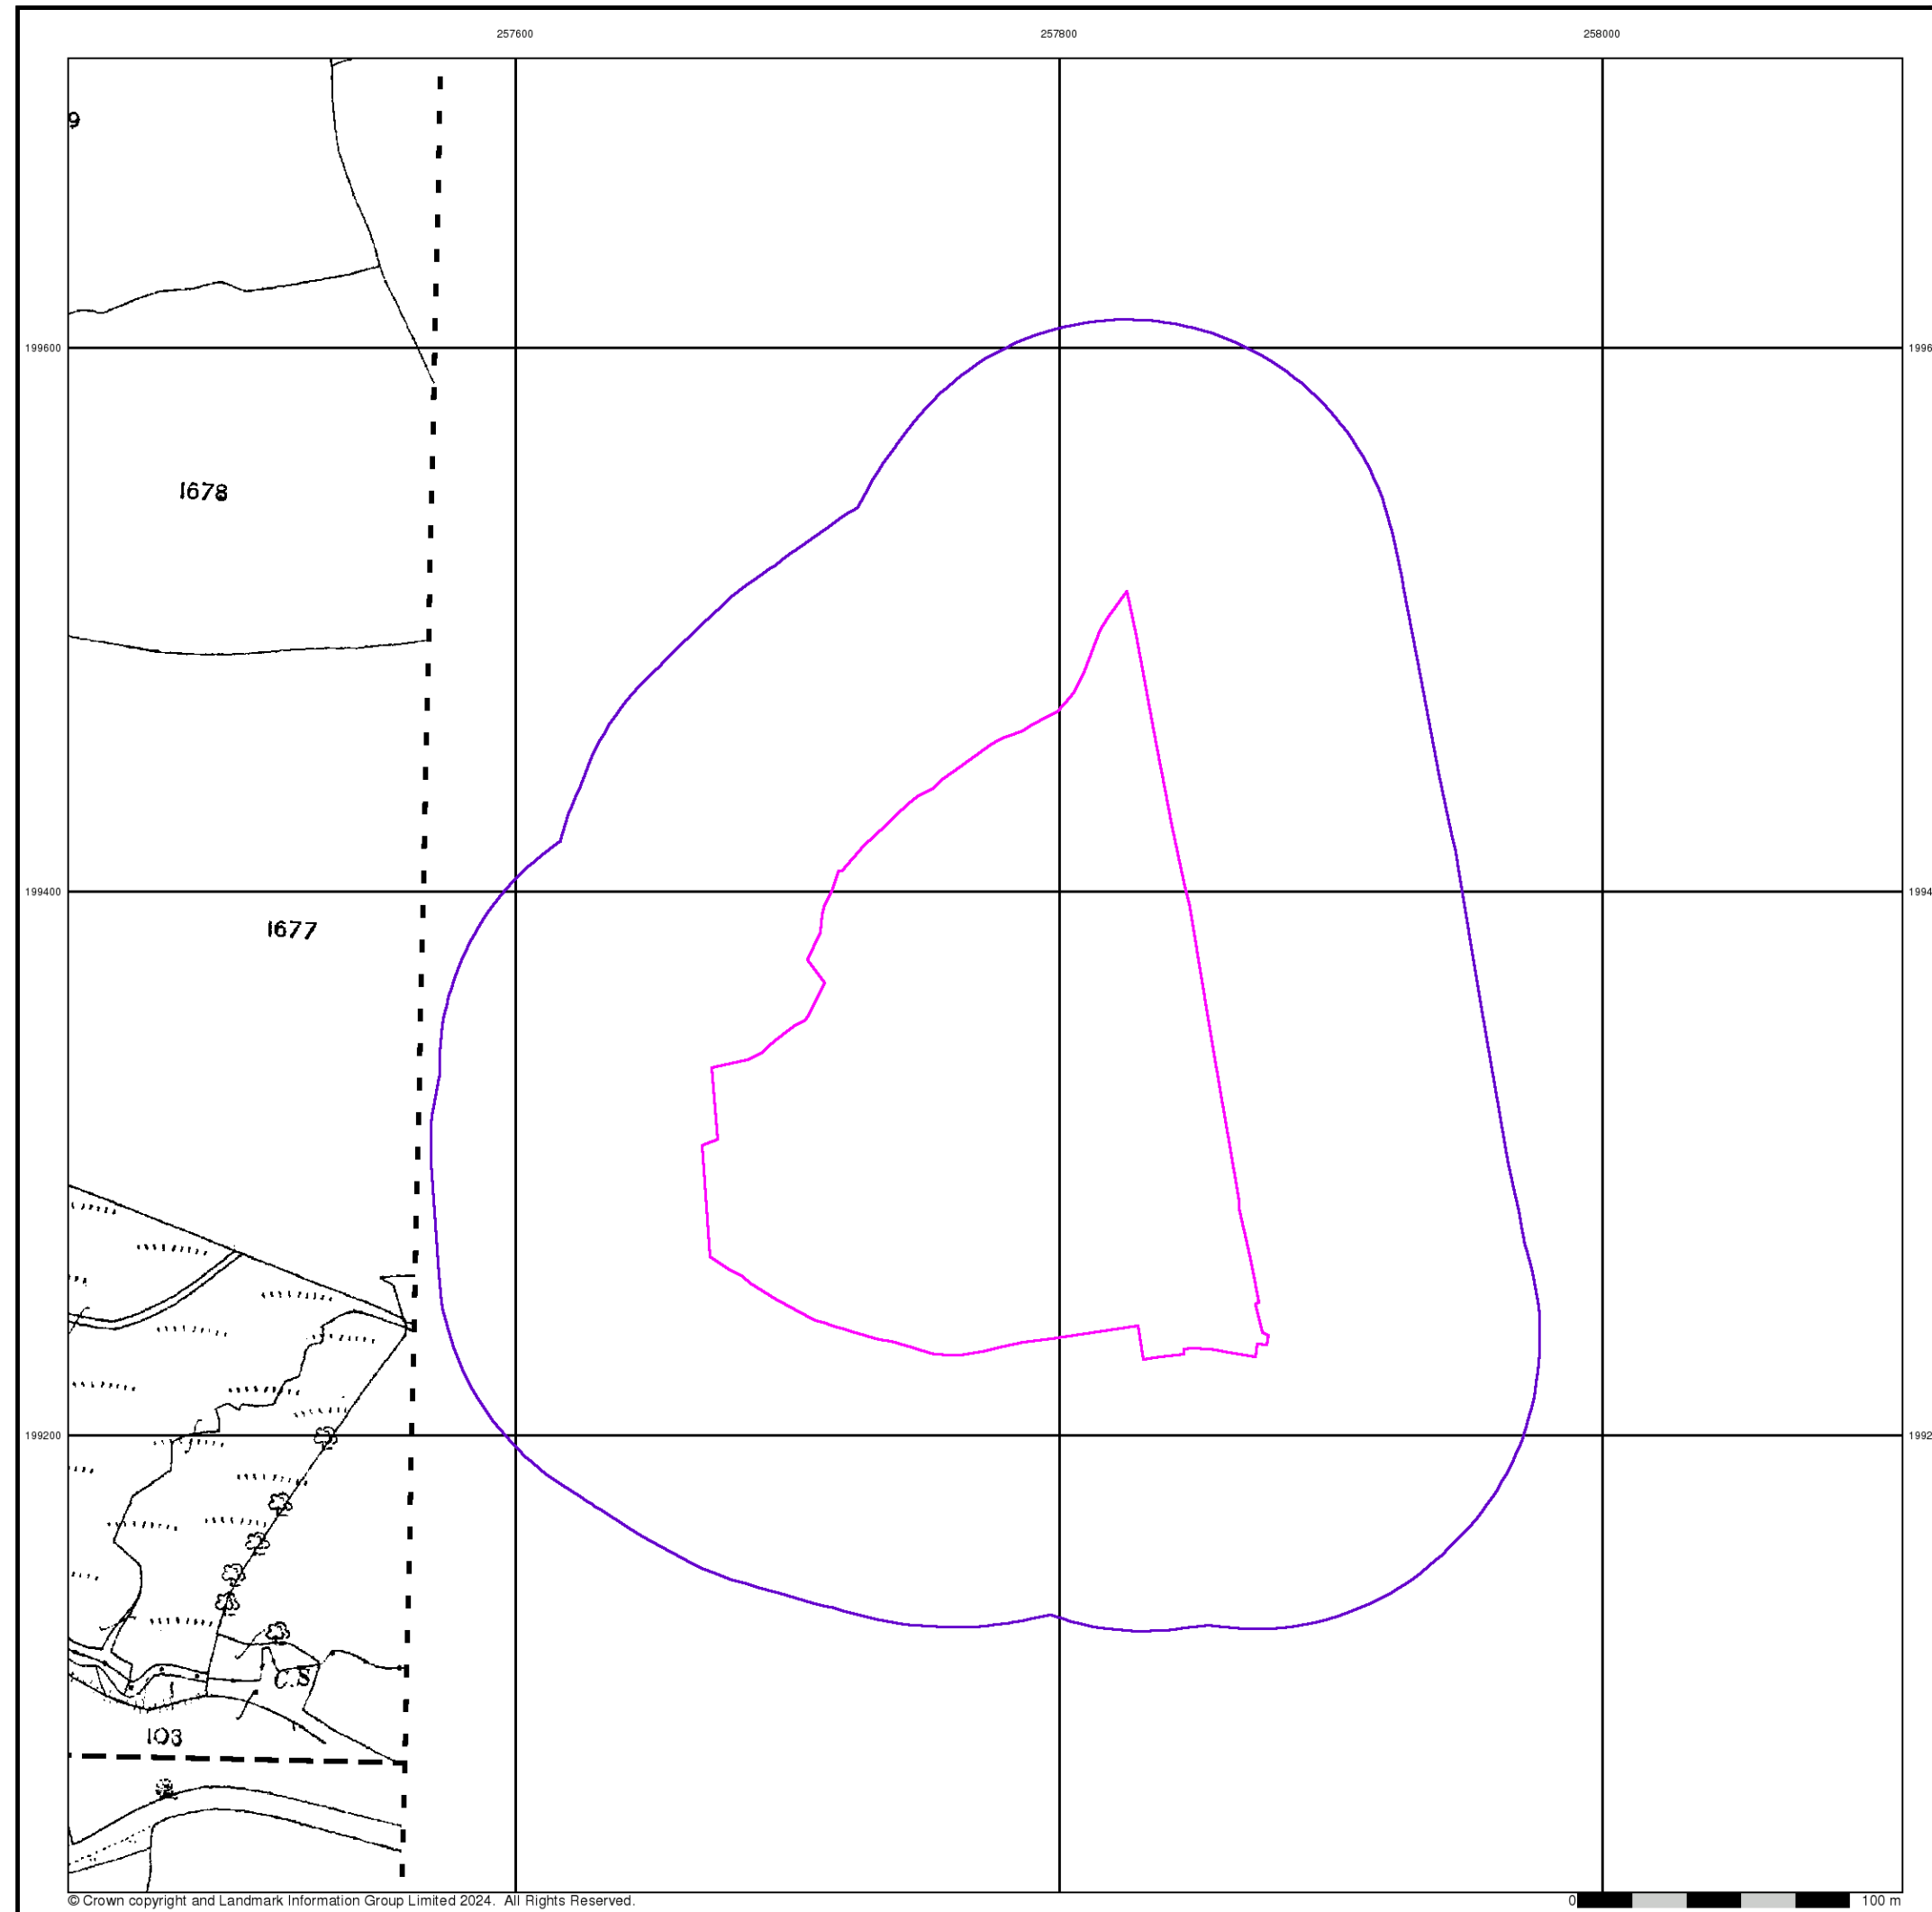 257600 257800 258000
9
199600 1996
1678
199400 1994
1677
199200 1992
C.S
103
© Crown copyright and Landmark Information Group Limited 2024. All Rights Reserved.
0 100 m